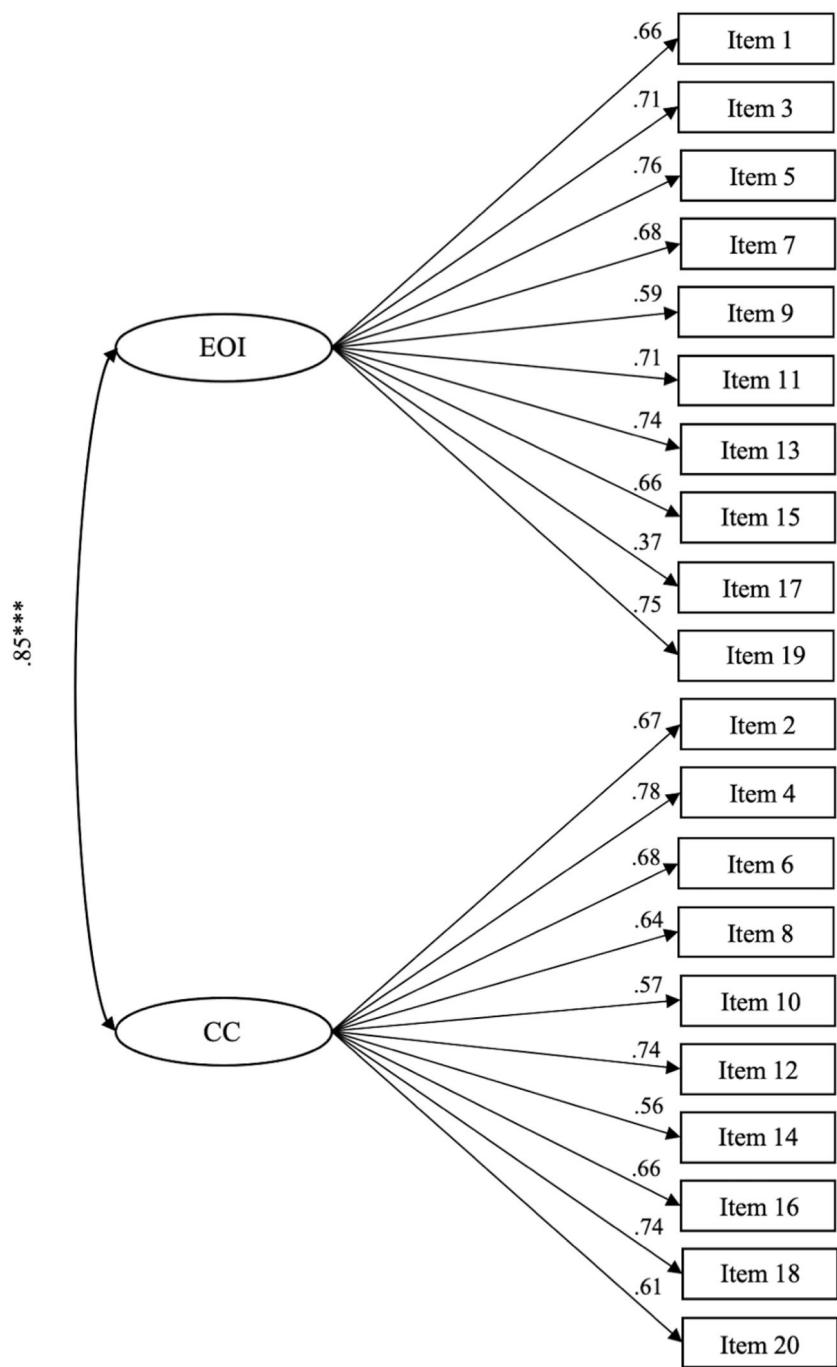 .66 Item 1
.71 Item 3
.76 Item 5
.68 Item 7
.59 Item 9
EOI
.71 Item 11
.74 Item 13
.66 Item 15
.37 Item 17
.75 Item 19
.85***
.67 Item 2
.78 Item 4
.68 Item 6
.64 Item 8
.57 Item 10
CC
.74 Item 12
.56 Item 14
.66 Item 16
.74 Item 18
.61 Item 20